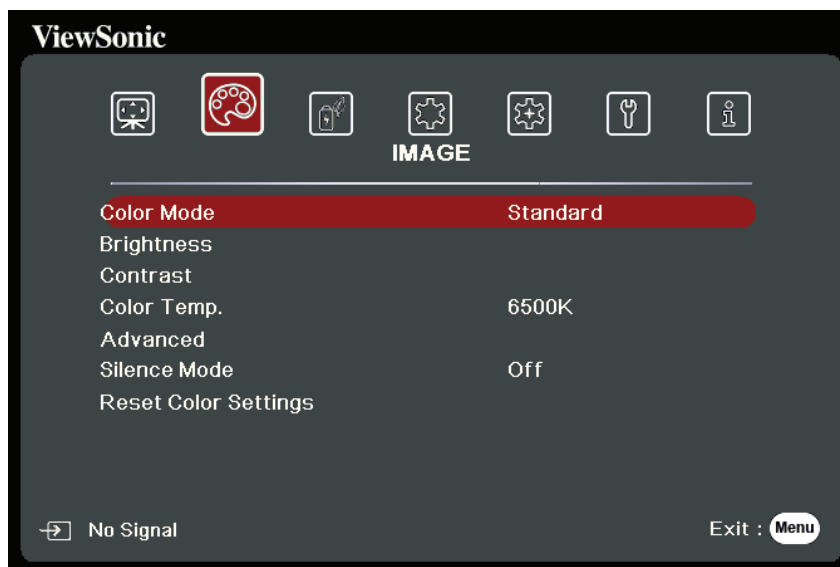 ViewSonic
IMAGE
Color Mode Standard
Brightness
Contrast
Color Temp. 6500K
Advanced
Silence Mode Off
Reset Color Settings
No Signal Exit : Menu